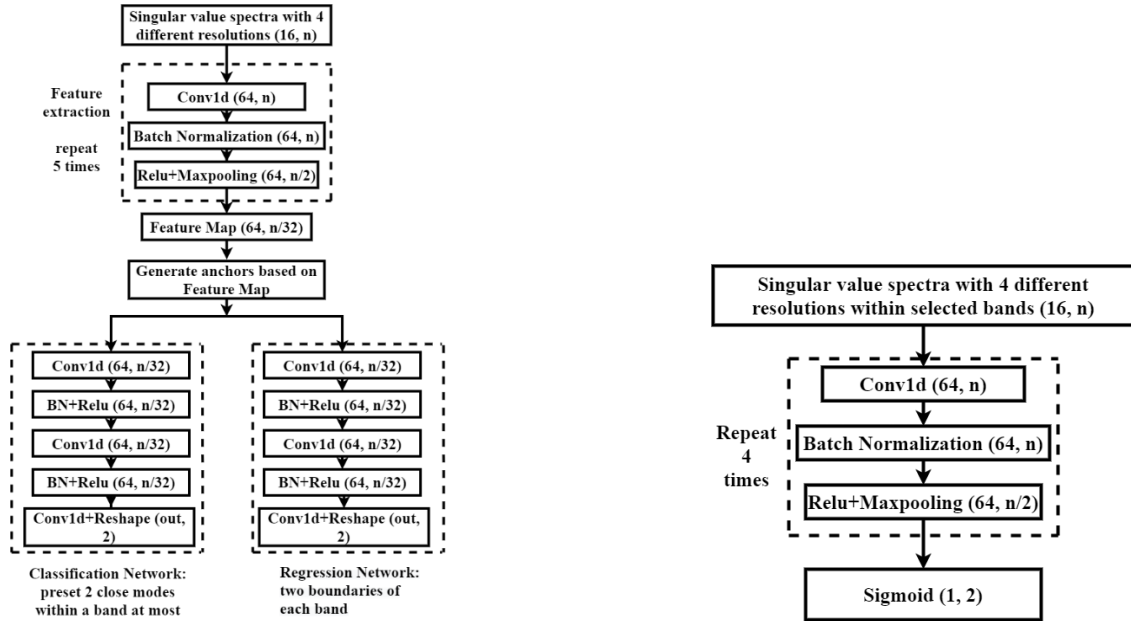 Singular value spectra with 4
different resolutions (16, n)
Feature
extraction
repeat
5 times
Conv1d (64, n)
Batch Normalization (64, n)
Relu+Maxpooling (64, n/2)
Feature Map (64, n/32)
Generate anchors based on
Feature Map
Conv1d (64, n/32)
BN+Relu (64, n/32)
Conv1d (64, n/32)
BN+Relu (64, n/32)
Conv1d+Reshape (out,
2)
Classification Network:
preset 2 close modes
within a band at most
Conv1d (64, n/32)
BN+Relu (64, n/32)
Conv1d (64, n/32)
BN+Relu (64, n/32)
Conv1d+Reshape (out,
2)
Regression Network:
two boundaries of
each band
Singular value spectra with 4 different
resolutions within selected bands (16, n)
Repeat
4
times
Conv1d (64, n)
Batch Normalization (64, n)
Relu+Maxpooling (64, n/2)
Sigmoid (1, 2)